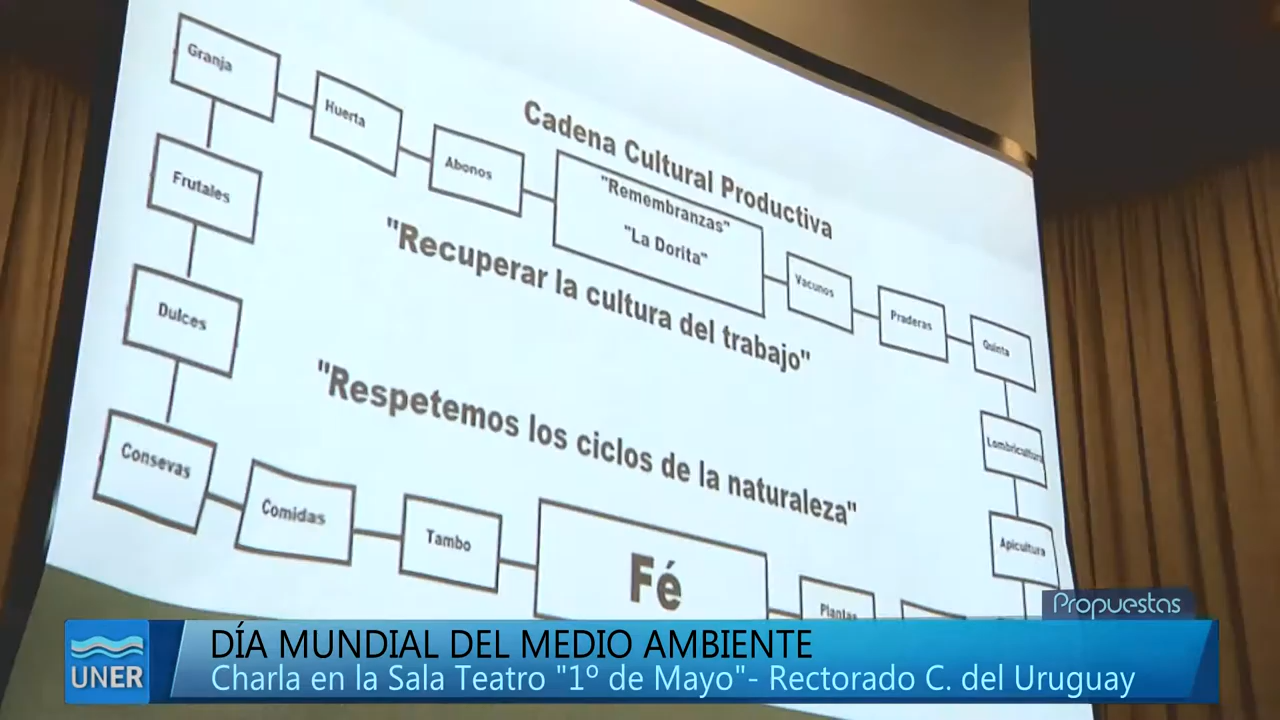 Cadena Cultural Productiva
Granja
Huerta
Abonos
"Remembranzas"
"La Dorita"
Vacunos
Praderas
Quinta
Frutales
Dulces
Consevas
Comidas
Tambo
Fé
Plantas
Apicultura
Lombricultura
"Recuperar la cultura del trabajo"
"Respetemos los ciclos de la naturaleza"
Propuestas
UNER
DÍA MUNDIAL DEL MEDIO AMBIENTE
Charla en la Sala Teatro "1º de Mayo"- Rectorado C. del Uruguay